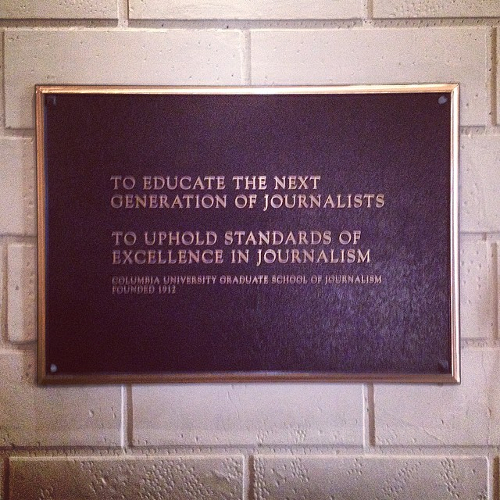 TO EDUCATE THE NEXT
GENERATION OF JOURNALISTS
TO UPHOLD STANDARDS OF
EXCELLENCE IN JOURNALISM
COLUMBIA UNIVERSITY GRADUATE SCHOOL OF JOURNALISM
FOUNDED 1912